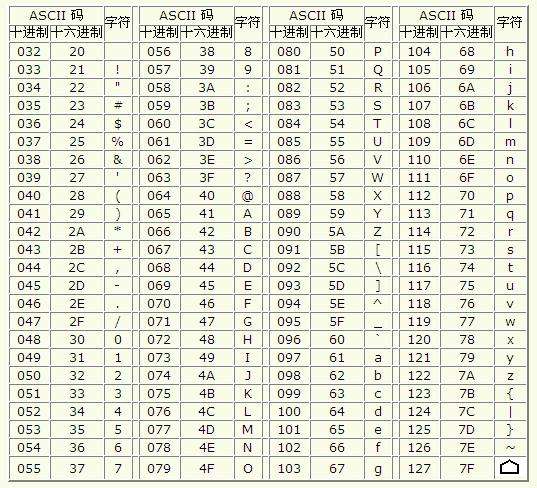 ASCII 码 字符 ASCII 码 字符 ASCII 码 字符 ASCII 码 字符
十进制 十六进制 十进制 十六进制 十进制 十六进制 十进制 十六进制
032 20 056 38 8 080 50 P 104 68 h
033 21 ! 057 39 9 081 51 Q 105 69 i
034 22 " 058 3A : 082 52 R 106 6A j
035 23 # 059 3B ; 083 53 S 107 6B k
036 24 $ 060 3C < 084 54 T 108 6C l
037 25 % 061 3D = 085 55 U 109 6D m
038 26 & 062 3E > 086 56 V 110 6E n
039 27 ' 063 3F ? 087 57 W 111 6F o
040 28 ( 064 40 @ 088 58 X 112 70 p
041 29 ) 065 41 A 089 59 Y 113 71 q
042 2A * 066 42 B 090 5A Z 114 72 r
043 2B + 067 43 C 091 5B [ 115 73 s
044 2C , 068 44 D 092 5C \ 116 74 t
045 2D - 069 45 E 093 5D ] 117 75 u
046 2E . 070 46 F 094 5E ^ 118 76 v
047 2F / 071 47 G 095 5F _ 119 77 w
048 30 0 072 48 H 096 60 ` 120 78 x
049 31 1 073 49 I 097 61 a 121 79 y
050 32 2 074 4A J 098 62 b 122 7A z
051 33 3 075 4B K 099 63 c 123 7B {
052 34 4 076 4C L 100 64 d 124 7C |
053 35 5 077 4D M 101 65 e 125 7D }
054 36 6 078 4E N 102 66 f 126 7E ~
055 37 7 079 4F O 103 67 g 127 7F ⌂